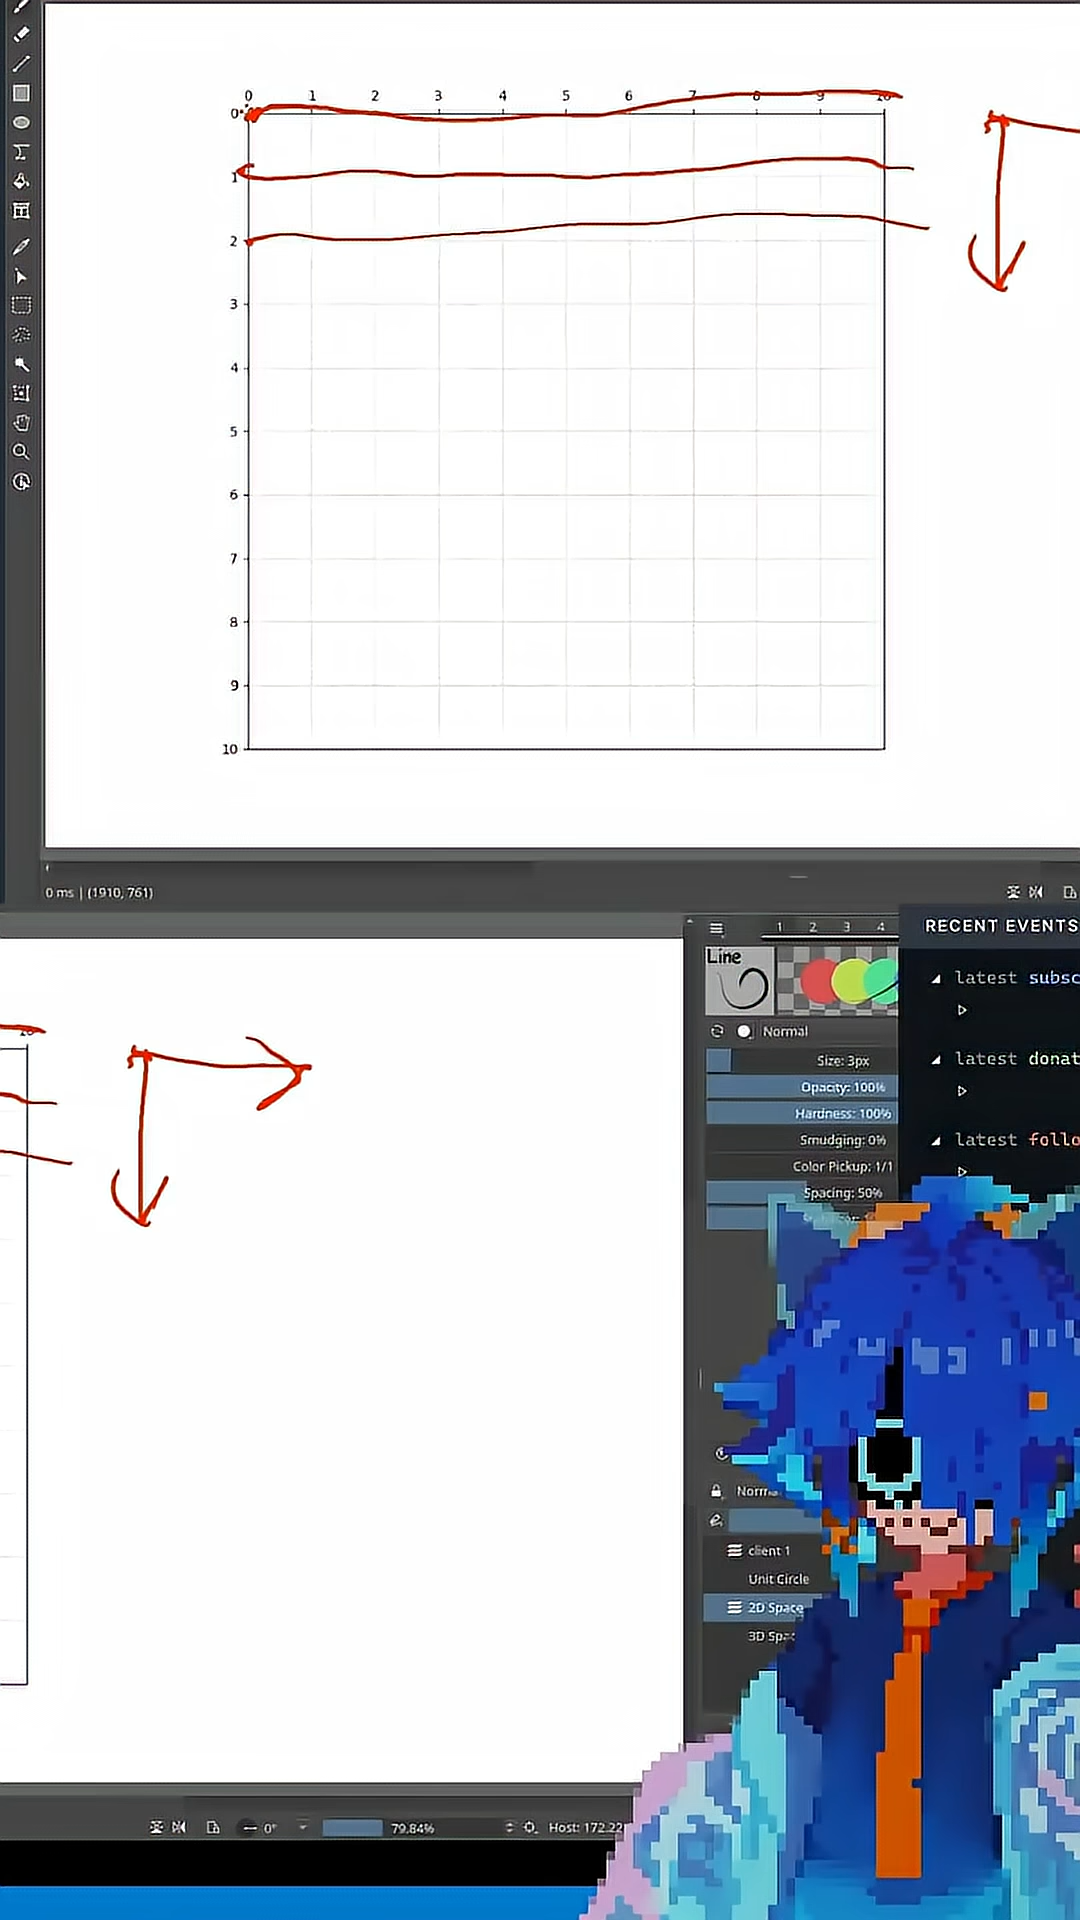 0 1 2 3 4 5 6 7 8 9 10
0
1
2
3
4
5
6
7
8
9
10
0 ms | (1910, 761)
1 2 3 4
RECENT EVENTS
Line
latest subsc
Normal
Size: 3px
latest donat
Opacity: 100%
Hardness: 100%
Smudging: 0%
latest follo
Color Pickup: 1/1
Spacing: 50%
Norma
client 1
Unit Circle
2D Space
3D Spac
0°
79.84%
Host: 172.22